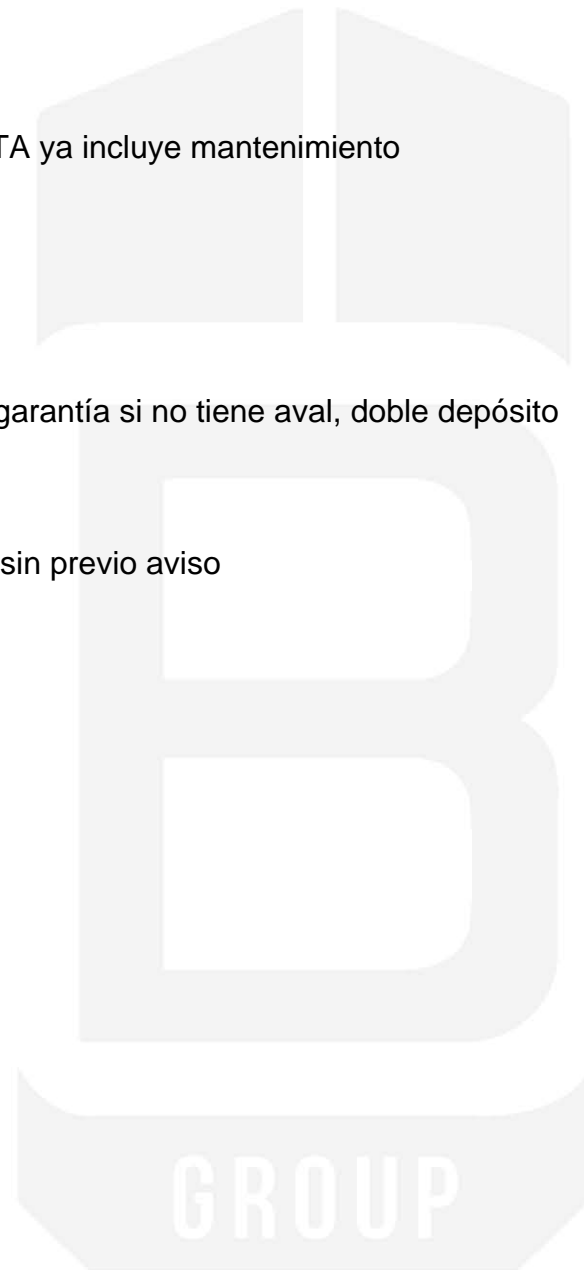 TA ya incluye mantenimiento
garantía si no tiene aval, doble depósito
sin previo aviso
B
GROUP